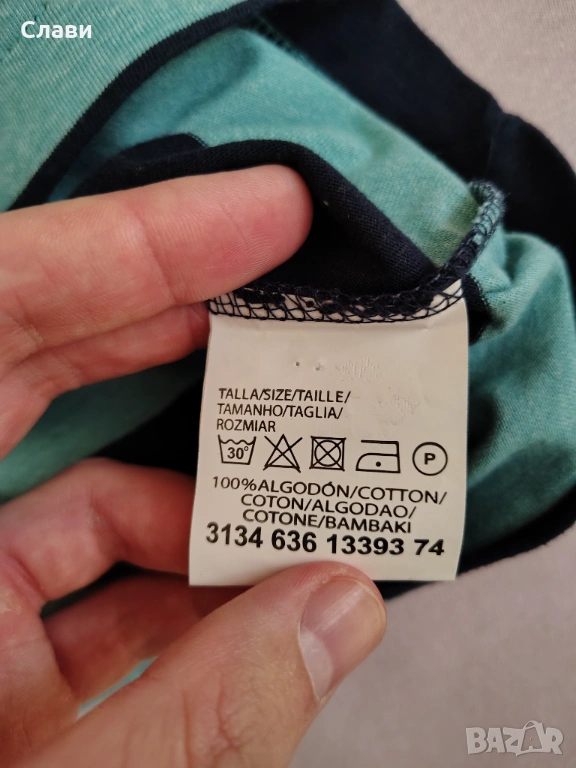 Слави
TALLA/SIZE/TAILLE/
TAMANHO/TAGLIA/
ROZMIAR
30°
P
100%ALGODÓN/COTTON/
COTON/ALGODAO/
COTONE/BAMBAKI
3134 636 13393 74
BAZAR